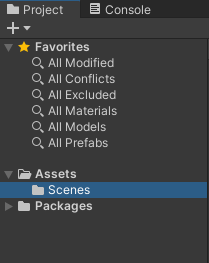 Project Console
Favorites
All Modified
All Conflicts
All Excluded
All Materials
All Models
All Prefabs
Assets
Scenes
Packages